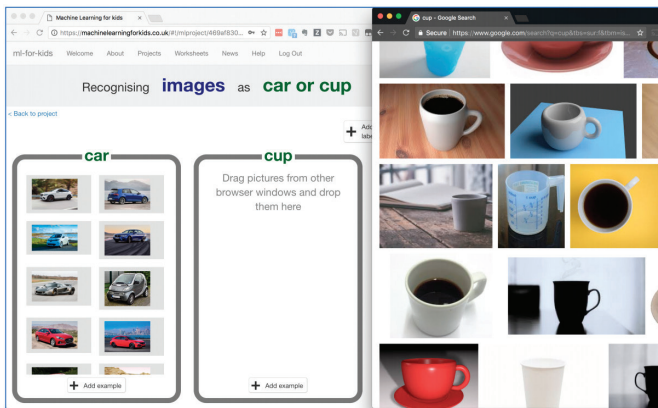 Machine Learning for kids
https://machinelearningforkids.co.uk/#!/mlproject/469af830...
ml-for-kids Welcome About Projects Worksheets News Help Log Out
Recognising images as car or cup
< Back to project
Add
labe
car
+ Add example
cup
Drag pictures from other
browser windows and drop
them here
+ Add example
cup - Google Search
Secure https://www.google.com/search?q=cup&tbs=sur:f&tbm=is...